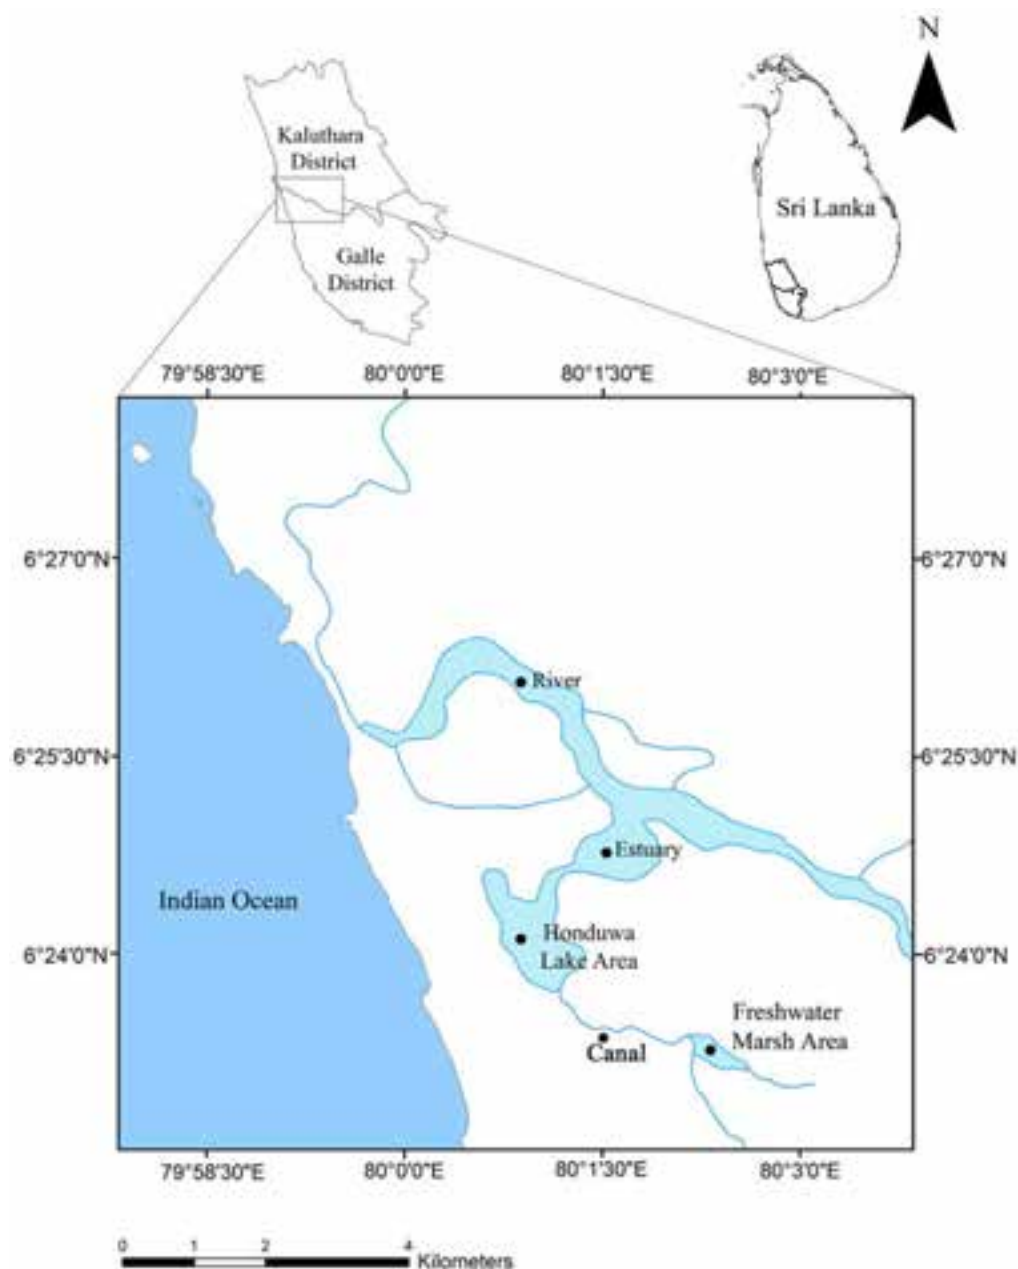 N
Kaluthara
District
Sri Lanka
Galle
District
79°58'30"E 80°0'0"E 80°1'30"E 80°3'0"E
6°27'0"N 6°27'0"N
River
6°25'30"N 6°25'30"N
Estuary
Indian Ocean
Honduwa
Lake Area
6°24'0"N 6°24'0"N
Freshwater
Marsh Area
Canal
79°58'30"E 80°0'0"E 80°1'30"E 80°3'0"E
0 1 2 4
Kilometers